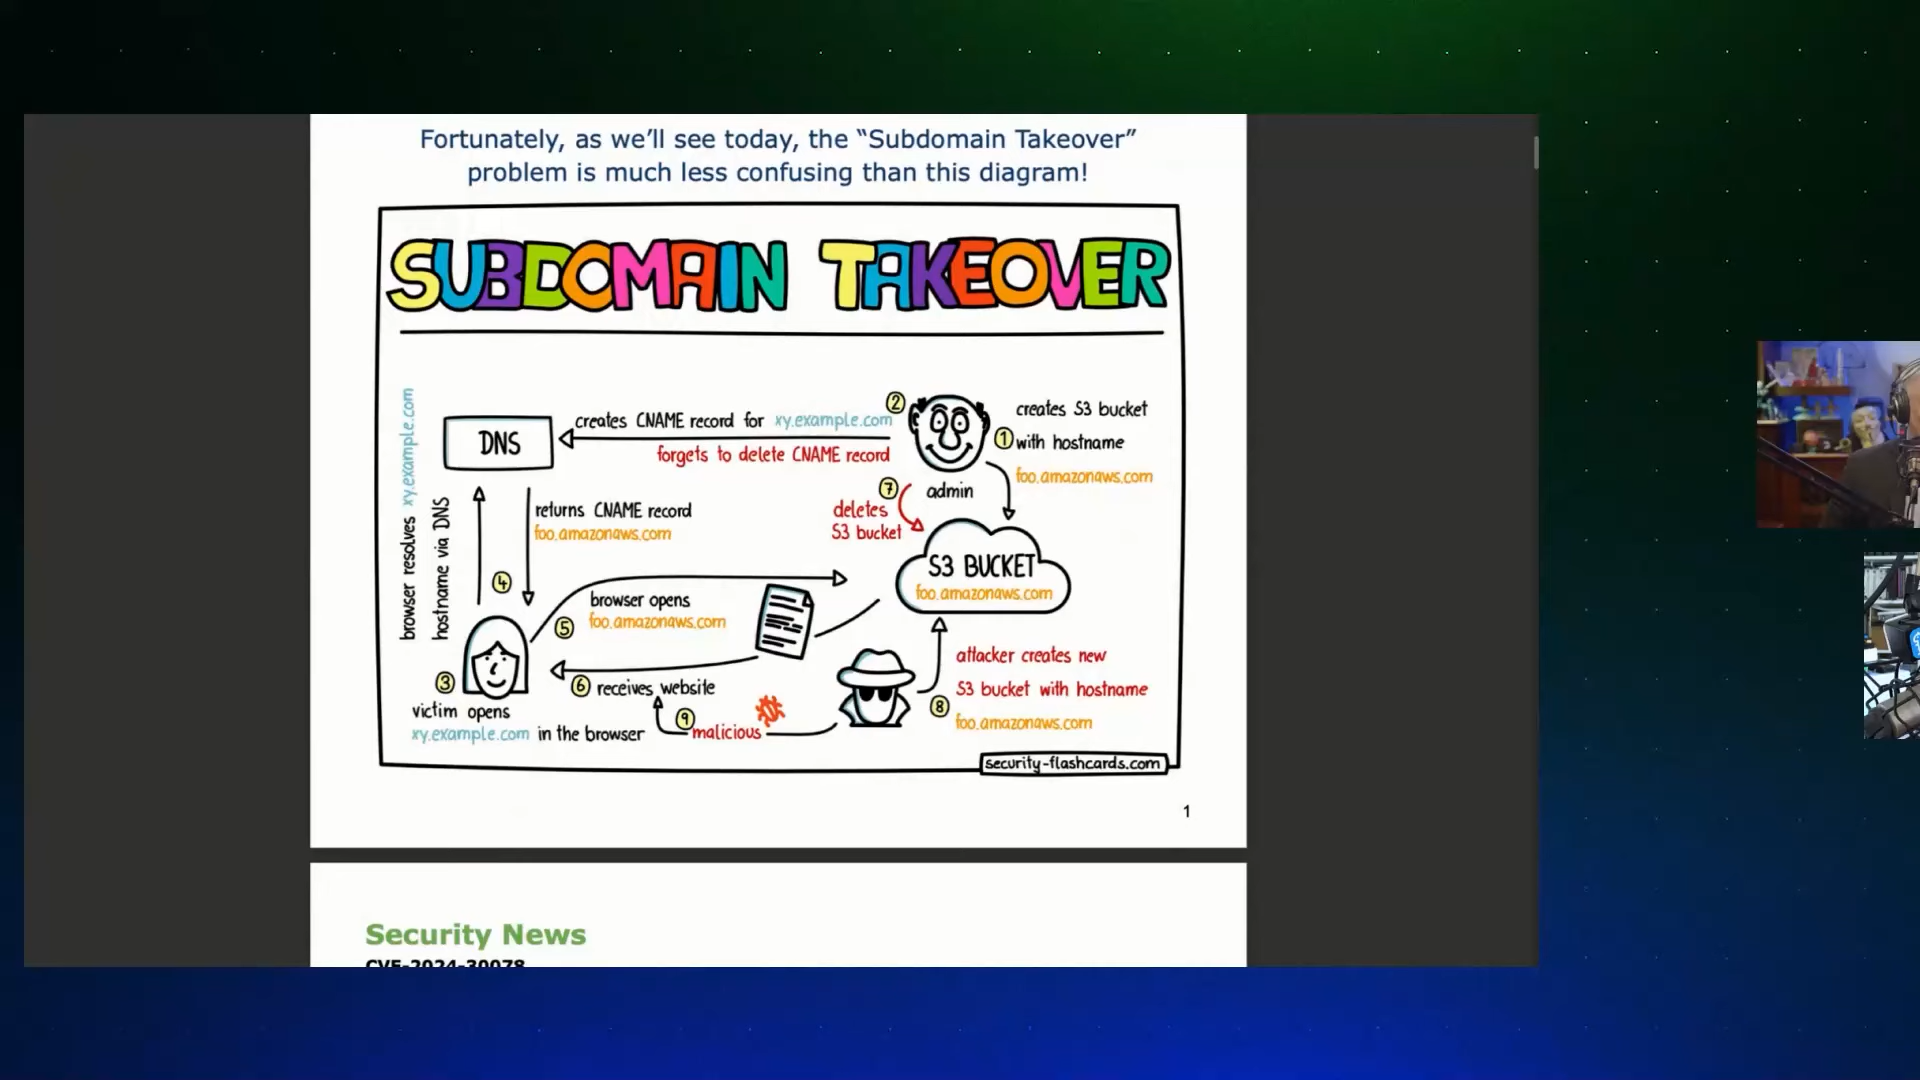 Fortunately, as we’ll see today, the “Subdomain Takeover”
problem is much less confusing than this diagram!
SUBDOMAIN TAKEOVER
browser resolves xy.example.com
hostname via DNS
DNS
creates CNAME record for xy.example.com
forgets to delete CNAME record
2
admin
creates S3 bucket
1 with hostname
foo.amazonaws.com
returns CNAME record
foo.amazonaws.com
7
deletes
S3 bucket
S3 BUCKET
foo.amazonaws.com
4
browser opens
5
foo.amazonaws.com
3
victim opens
xy.example.com in the browser
6 receives website
9
malicious
attacker creates new
S3 bucket with hostname
8
foo.amazonaws.com
security-flashcards.com
1
Security News
CVE-2024-30078